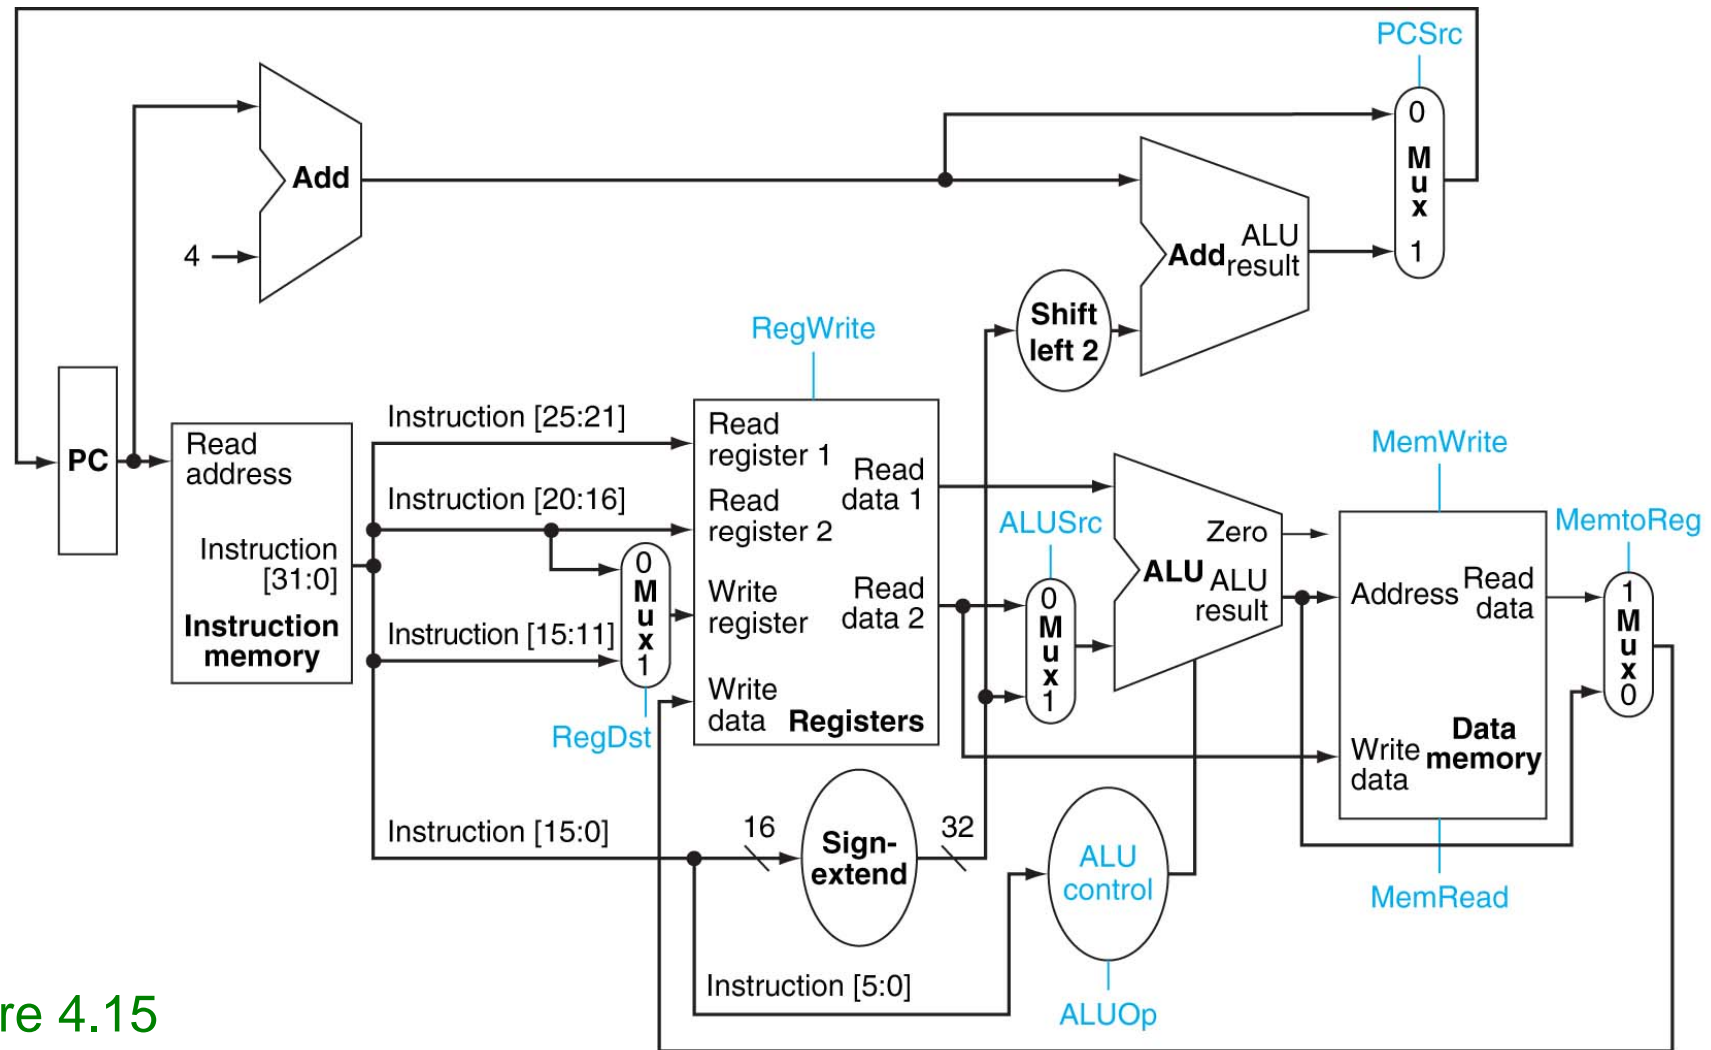 PCSrc
0
M
u
x
1
Add
4
Add
ALU
result
Shift
left 2
RegWrite
PC
Read
address
Instruction
[31:0]
Instruction
memory
Instruction [25:21]
Instruction [20:16]
Instruction [15:11]
Instruction [15:0]
Instruction [5:0]
0
M
u
x
1
RegDst
Read
register 1
Read
register 2
Write
register
Write
data
Read
data 1
Read
data 2
Registers
16
Sign-
extend
32
ALUSrc
0
M
u
x
1
Zero
ALU
ALU
result
ALU
control
ALUOp
MemWrite
Address
Read
data
Write
data
Data
memory
MemRead
MemtoReg
1
M
u
x
0
re 4.15